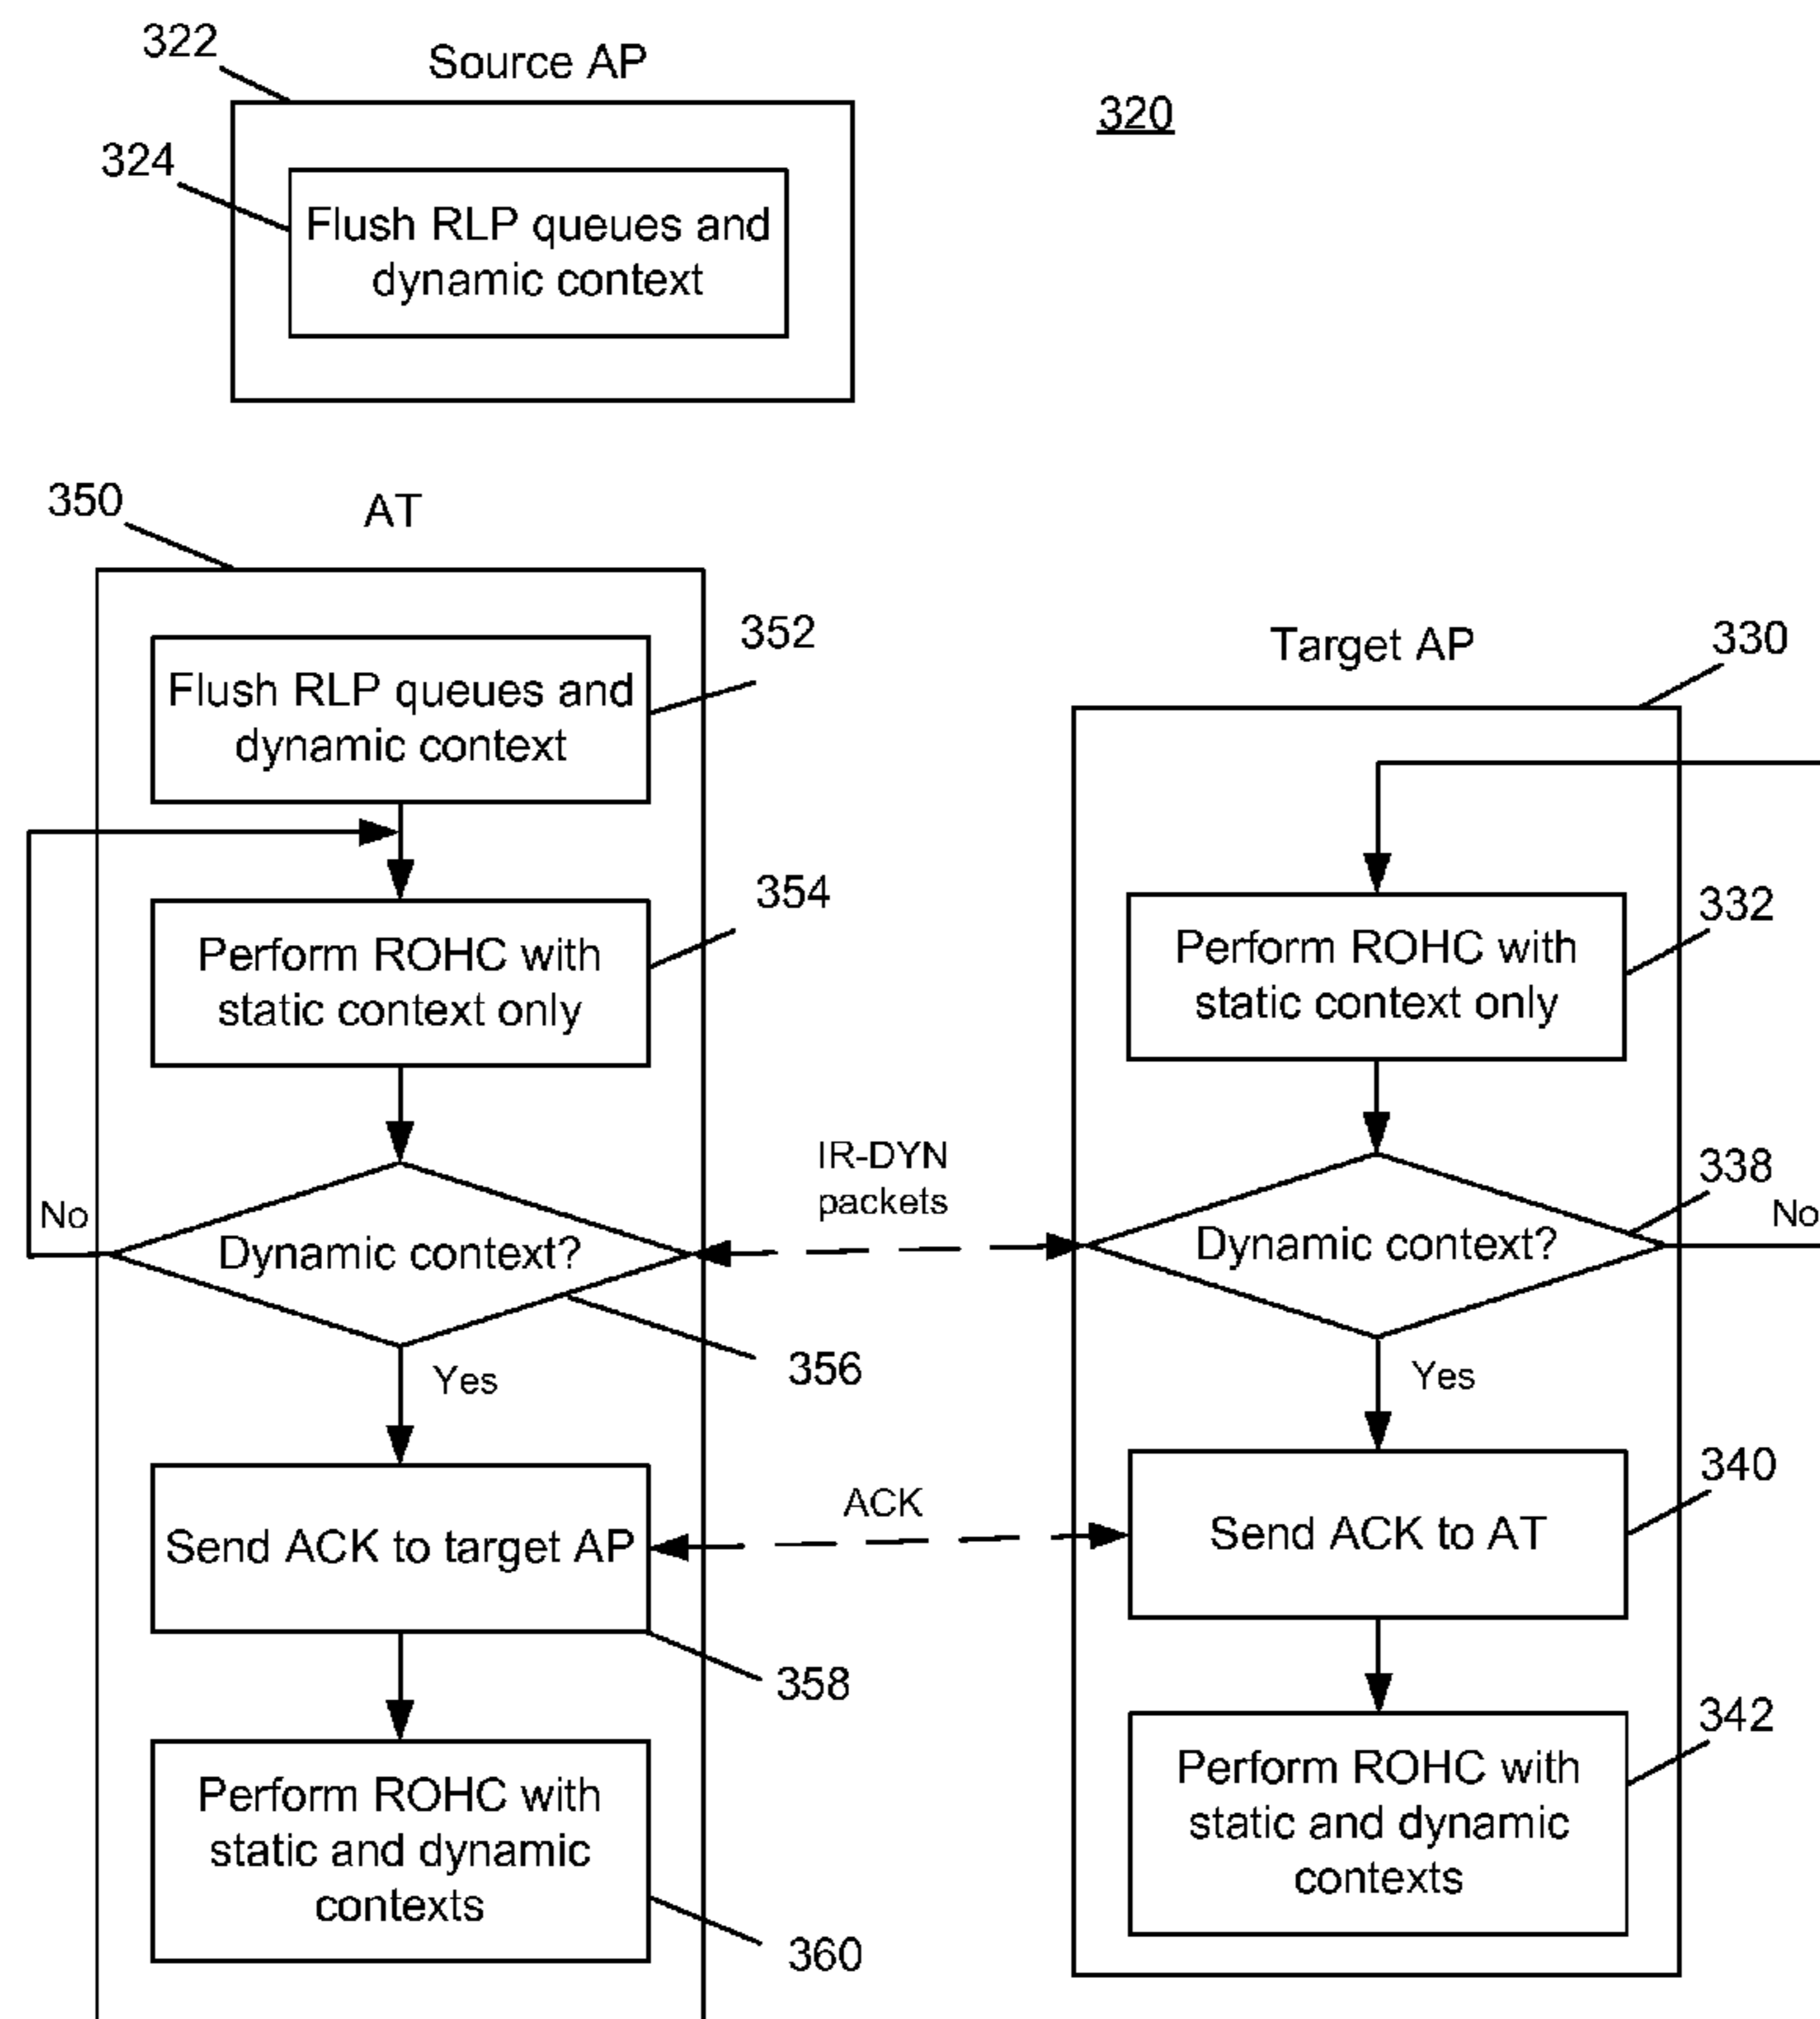 322
Source AP
320
324
Flush RLP queues and
dynamic context
350
AT
352
Flush RLP queues and
dynamic context
354
Perform ROHC with
static context only
Dynamic context?
No
Yes
356
Send ACK to target AP
358
Perform ROHC with
static and dynamic
contexts
360
IR-DYN
packets
ACK
Target AP
330
332
Perform ROHC with
static context only
338
Dynamic context?
No
Yes
340
Send ACK to AT
342
Perform ROHC with
static and dynamic
contexts